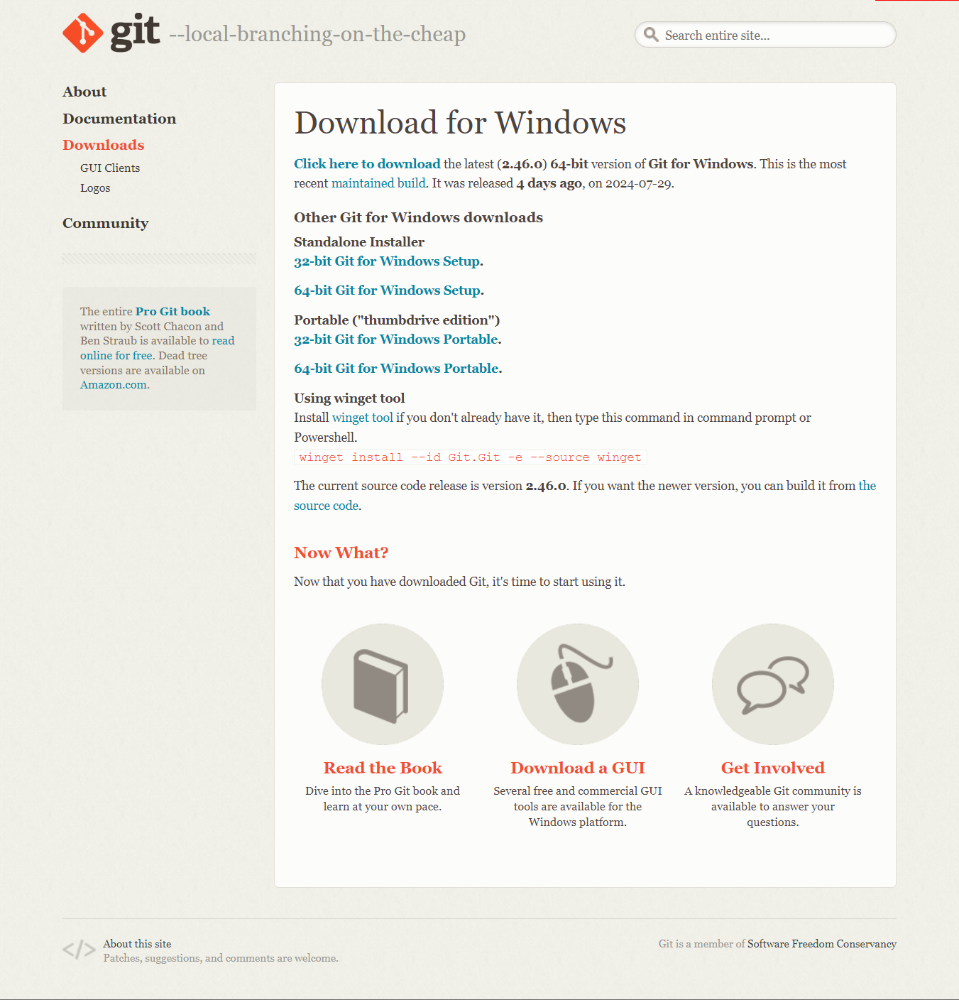 git --local-branching-on-the-cheap
Search entire site...
About
Documentation
Downloads
GUI Clients
Logos
Community
The entire Pro Git book
written by Scott Chacon and
Ben Straub is available to read
online for free. Dead tree
versions are available on
Amazon.com.
Download for Windows
Click here to download the latest (2.46.0) 64-bit version of Git for Windows. This is the most
recent maintained build. It was released 4 days ago, on 2024-07-29.
Other Git for Windows downloads
Standalone Installer
32-bit Git for Windows Setup.
64-bit Git for Windows Setup.
Portable ("thumbdrive edition")
32-bit Git for Windows Portable.
64-bit Git for Windows Portable.
Using winget tool
Install winget tool if you don't already have it, then type this command in command prompt or
Powershell.
winget install --id Git.Git -e --source winget
The current source code release is version 2.46.0. If you want the newer version, you can build it from the
source code.
Now What?
Now that you have downloaded Git, it's time to start using it.
Read the Book
Dive into the Pro Git book and
learn at your own pace.
Download a GUI
Several free and commercial GUI
tools are available for the
Windows platform.
Get Involved
A knowledgeable Git community is
available to answer your
questions.
</> About this site
Patches, suggestions, and comments are welcome.
Git is a member of Software Freedom Conservancy